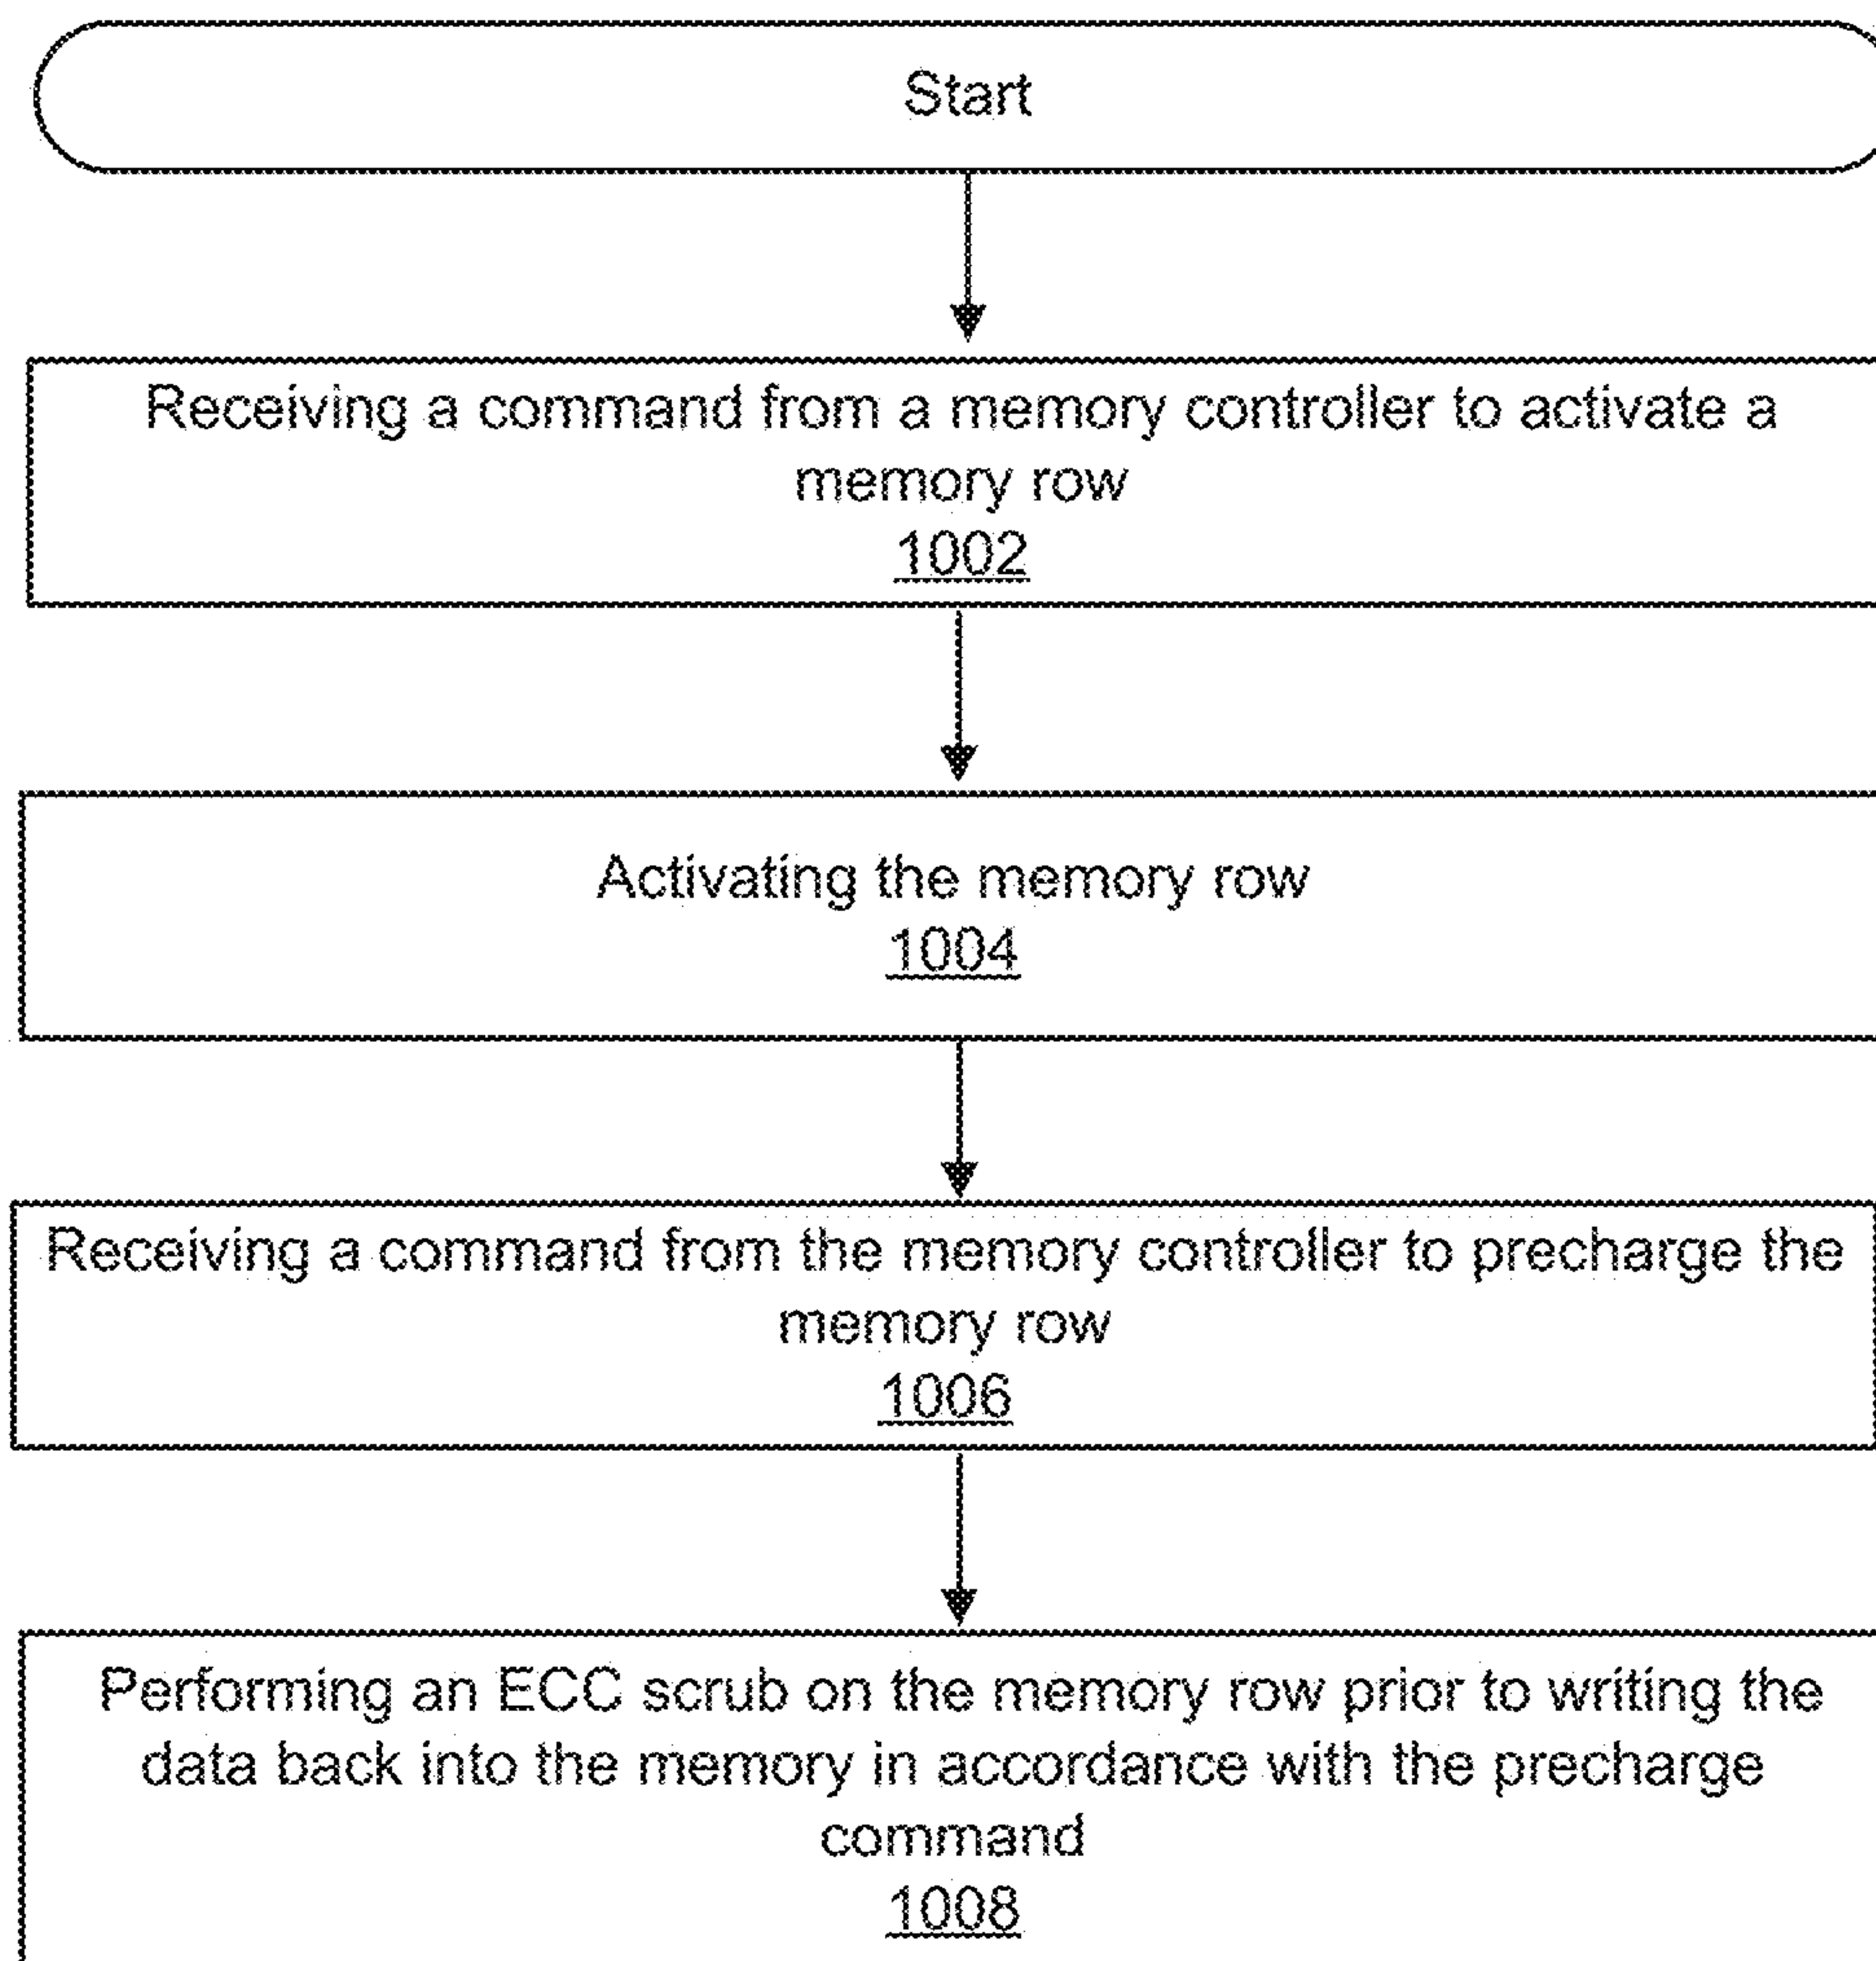 Start
Receiving a command from a memory controller to activate a
memory row
1002
Activating the memory row
1004
Receiving a command from the memory controller to precharge the
memory row
1006
Performing an ECC scrub on the memory row prior to writing the
data back into the memory in accordance with the precharge
command
1008